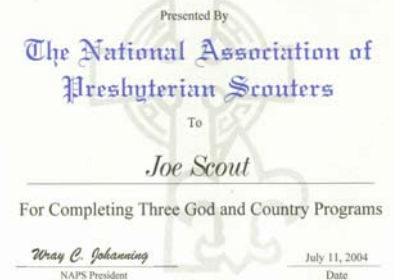 Presented By
The National Association of
Presbyterian Scouters
To
Joe Scout
For Completing Three God and Country Programs
Wray C. Johanning July 11, 2004
NAPS President Date